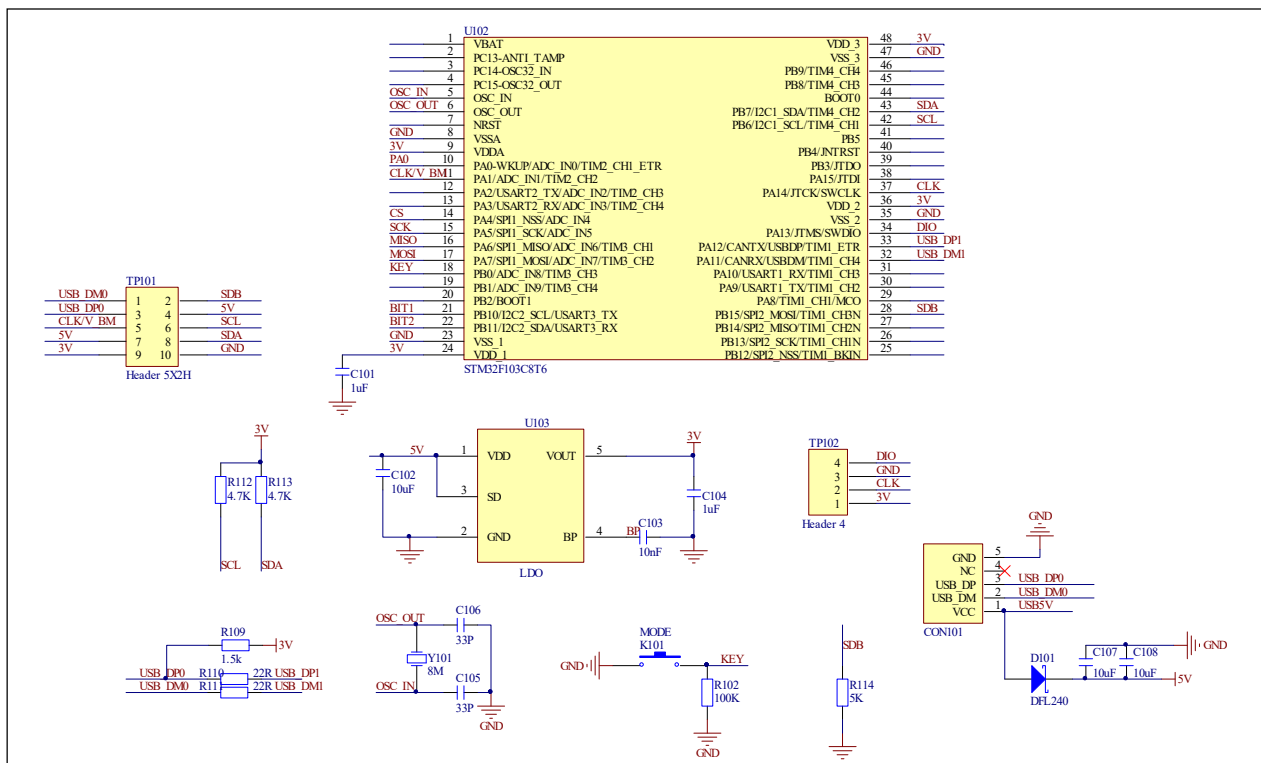 U102
1 VBAT VDD_3 48 3V
2 PC13-ANTI_TAMP VSS_3 47 GND
3 PC14-OSC32_IN PB9/TIM4_CH4 46
4 PC15-OSC32_OUT PB8/TIM4_CH3 45
OSC_IN 5 OSC_IN BOOT0 44
OSC_OUT 6 OSC_OUT PB7/I2C1_SDA/TIM4_CH2 43 SDA
7 NRST PB6/I2C1_SCL/TIM4_CH1 42 SCL
GND 8 VSSA PB5 41
3V 9 VDDA PB4/JNTRST 40
PA0 10 PA0-WKUP/ADC_IN0/TIM2_CH1_ETR PB3/JTDO 39
CLK/V_BM 11 PA1/ADC_IN1/TIM2_CH2 PA15/JTDI 38
12 PA2/USART2_TX/ADC_IN2/TIM2_CH3 PA14/JTCK/SWCLK 37 CLK
13 PA3/USART2_RX/ADC_IN3/TIM2_CH4 VDD_2 36 3V
CS 14 PA4/SPI1_NSS/ADC_IN4 VSS_2 35 GND
SCK 15 PA5/SPI1_SCK/ADC_IN5 PA13/JTMS/SWDIO 34 DIO
MISO 16 PA6/SPI1_MISO/ADC_IN6/TIM3_CH1 PA12/CANTX/USBDP/TIM1_ETR 33 USB_DP1
MOSI 17 PA7/SPI1_MOSI/ADC_IN7/TIM3_CH2 PA11/CANRX/USBDM/TIM1_CH4 32 USB_DM1
KEY 18 PB0/ADC_IN8/TIM3_CH3 PA10/USART1_RX/TIM1_CH3 31
19 PB1/ADC_IN9/TIM3_CH4 PA9/USART1_TX/TIM1_CH2 30
20 PB2/BOOT1 PA8/TIM1_CH1/MCO 29
BIT1 21 PB10/I2C2_SCL/USART3_TX PB15/SPI2_MOSI/TIM1_CH3N 28 SDB
BIT2 22 PB11/I2C2_SDA/USART3_RX PB14/SPI2_MISO/TIM1_CH2N 27
GND 23 VSS_1 PB13/SPI2_SCK/TIM1_CH1N 26
3V 24 VDD_1 PB12/SPI2_NSS/TIM1_BKIN 25
STM32F103C8T6
C101
1uF
TP101
USB_DM0 1 2 SDB
USB_DP0 3 4 5V
CLK/V_BM 5 6 SCL
5V 7 8 SDA
3V 9 10 GND
Header 5X2H
3V
R112 R113
4.7K 4.7K
SCL SDA
U103
5V 1 VDD VOUT 5 3V
C102
10uF
3 SD
C104
1uF
2 GND BP 4 BP C103
10nF
LDO
TP102
4 DIO
3 GND
2 CLK
1 3V
Header 4
GND
GND 5
NC 4
USB_DP 3 USB_DP0
USB_DM 2 USB_DM0
VCC 1 USB5V
CON101
R109
1.5k
3V
USB_DP0 R110 22R USB_DP1
USB_DM0 R111 22R USB_DM1
OSC_OUT C106
33P
Y101
8M
OSC_IN C105
33P
GND
MODE
K101
GND KEY
R102
100K
GND
SDB
R114
5K
D101
DFL240
C107 C108
10uF 10uF
GND
5V